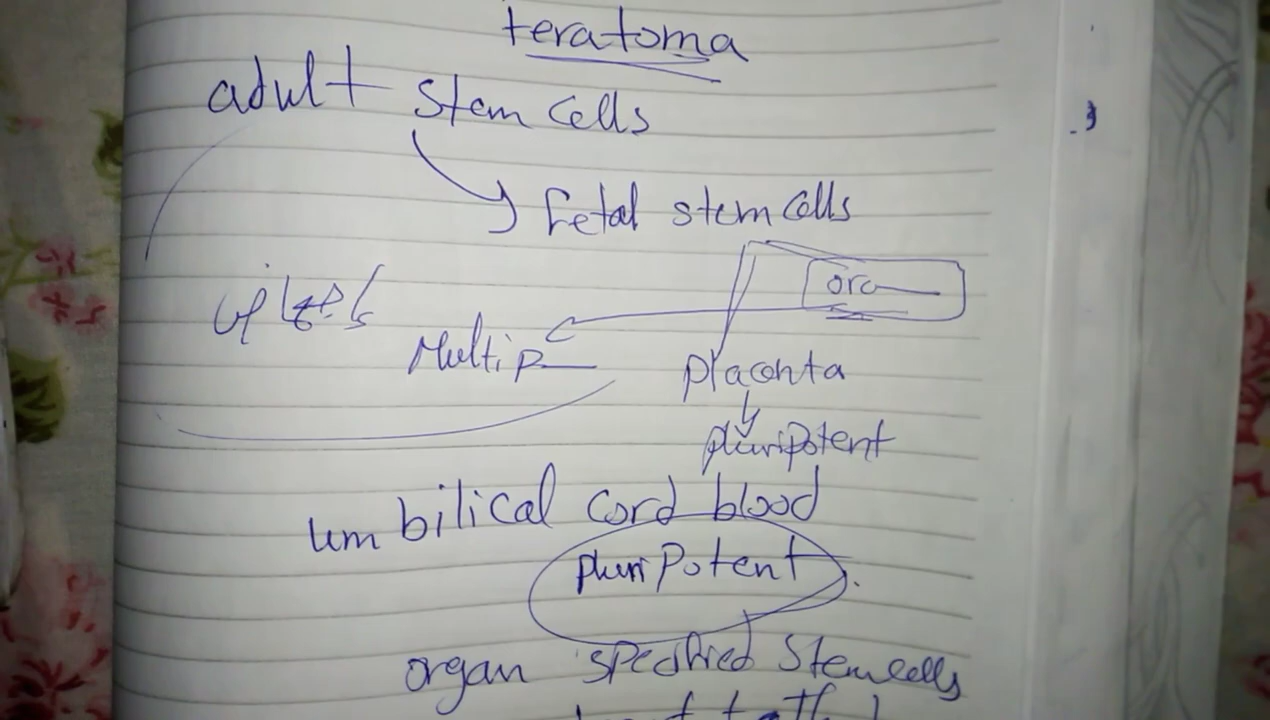 teratoma
adult stem cells
fetal stem cells
Multip
placenta
pluripotent
umbilical cord blood
pluripotent
organ specified stem cells